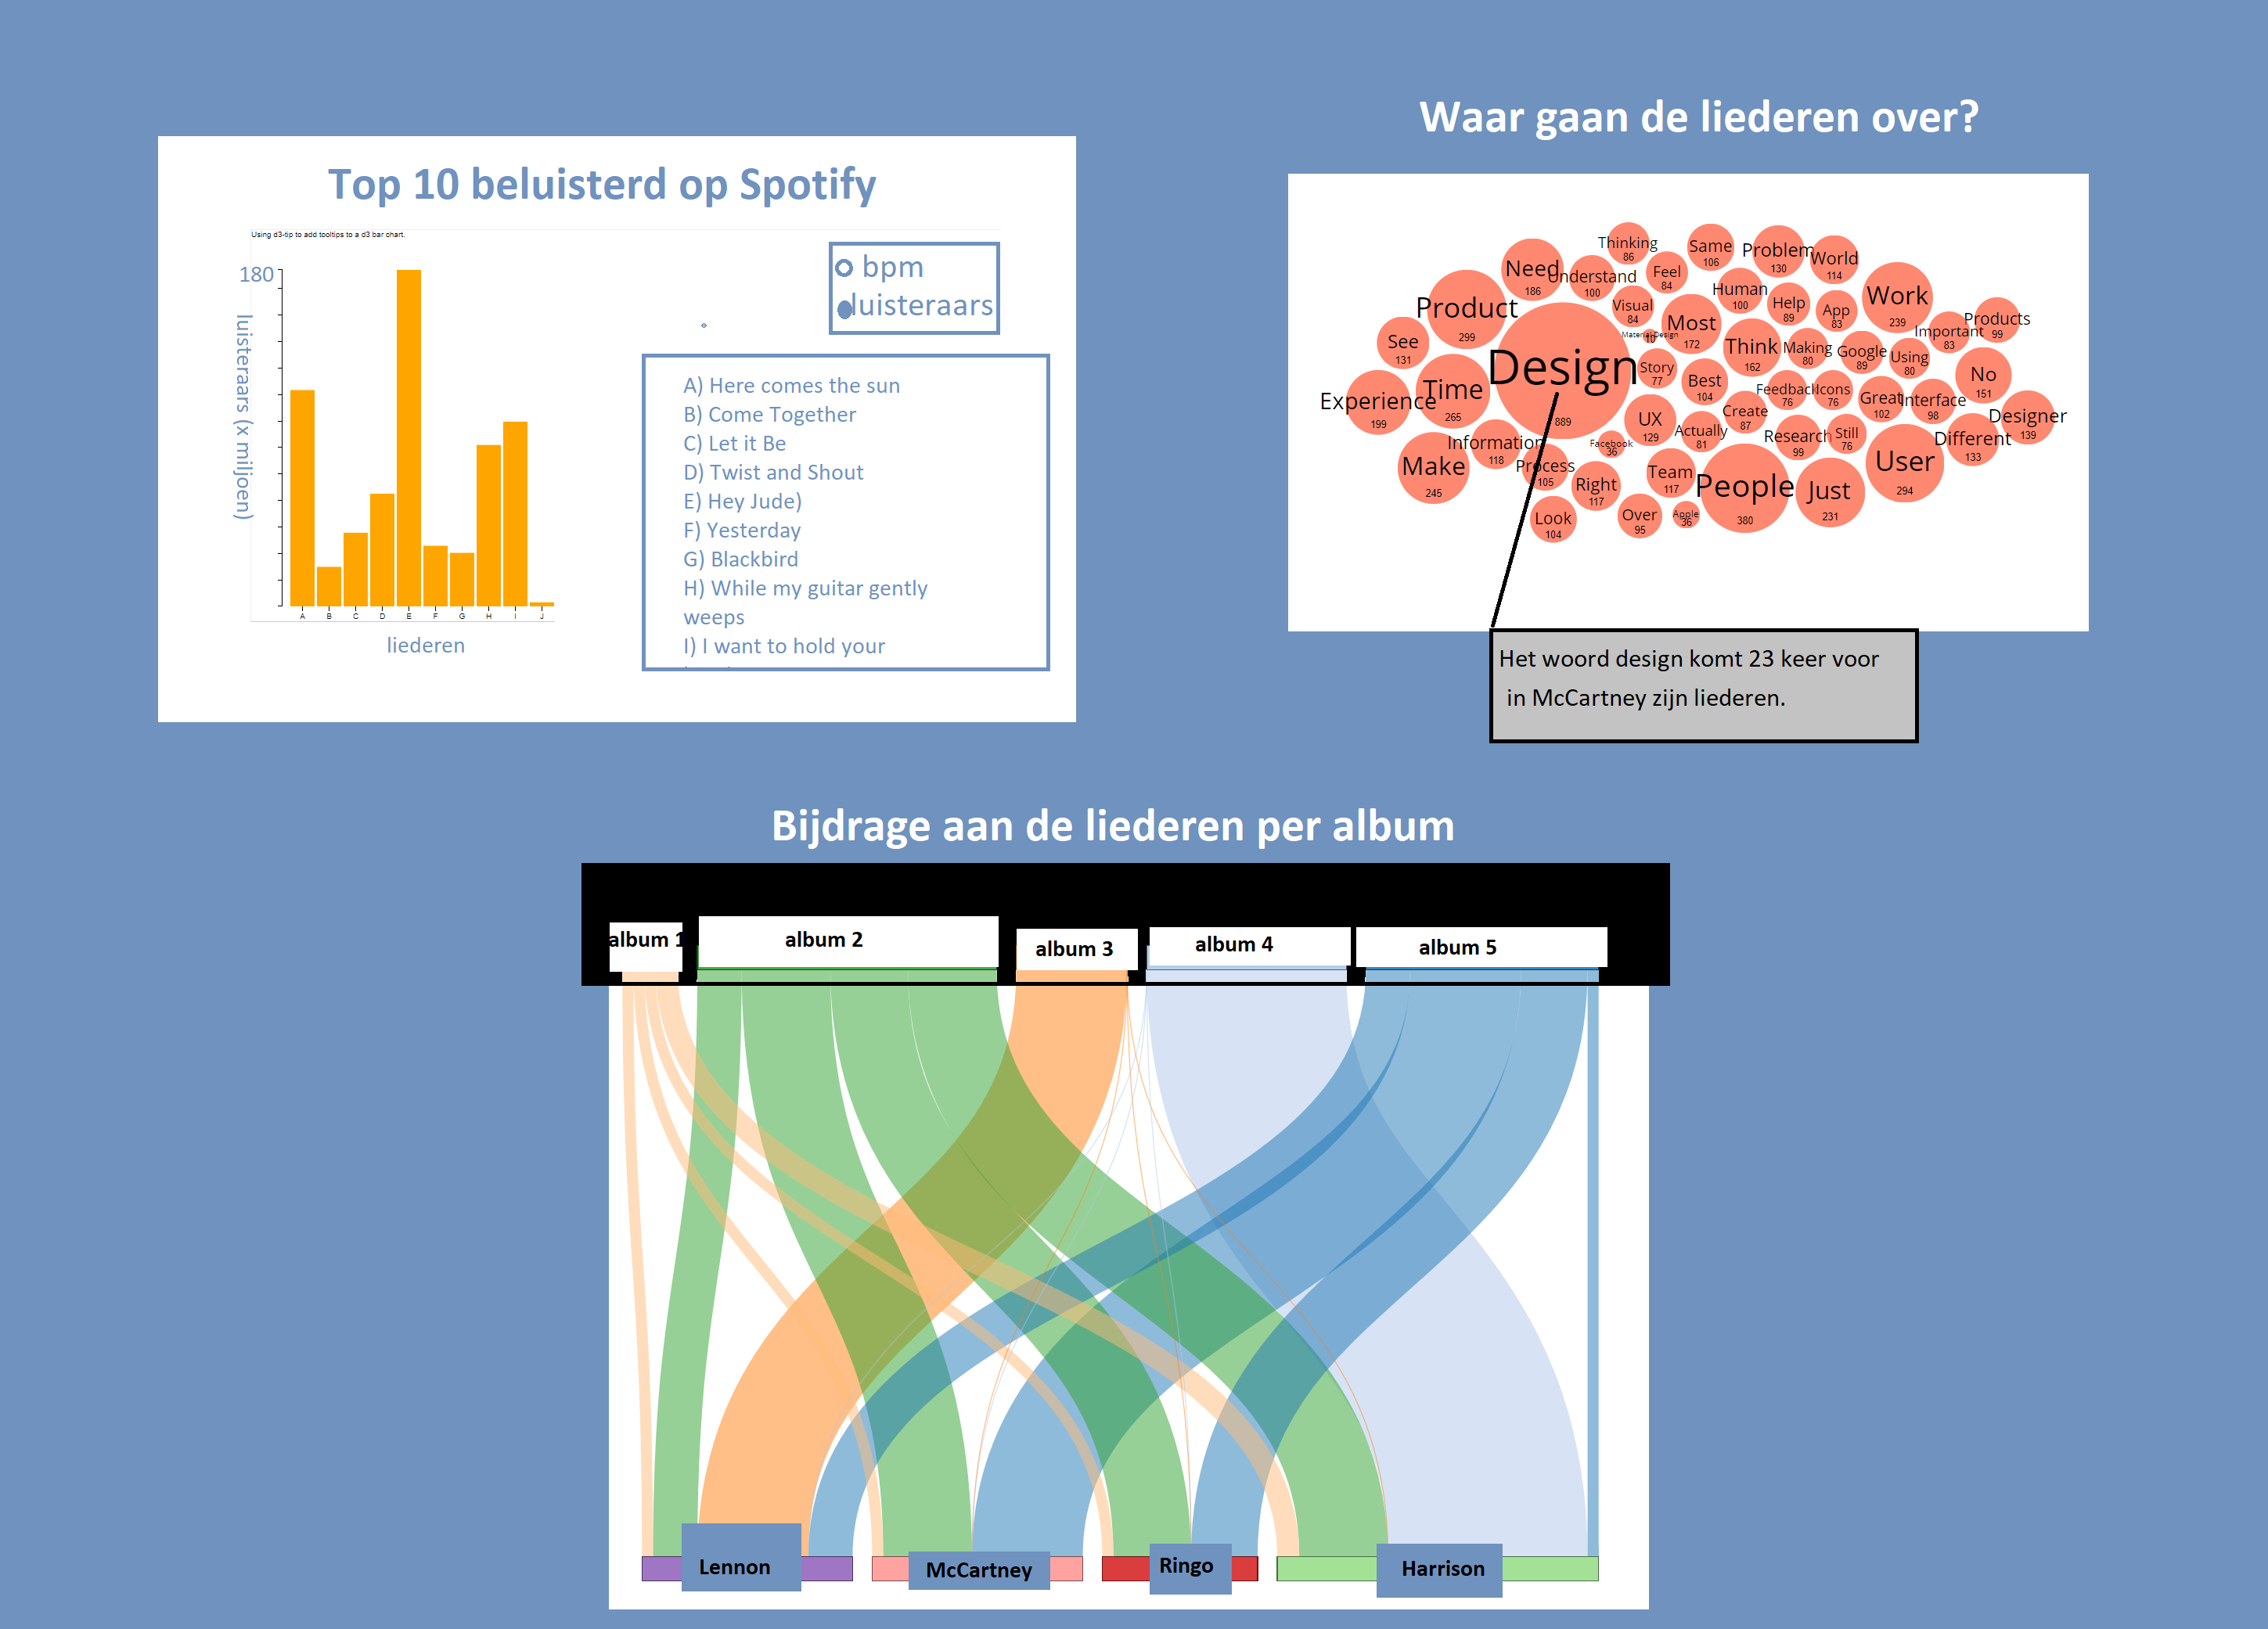 Top 10 beluisterd op Spotify
Using d3-tip to add tooltips to a d3 bar chart.
180
luisteraars (x miljoen)
A B C D E F G H I J
liederen
bpm
luisteraars
A) Here comes the sun
B) Come Together
C) Let it Be
D) Twist and Shout
E) Hey Jude)
F) Yesterday
G) Blackbird
H) While my guitar gently
weeps
I) I want to hold your
Waar gaan de liederen over?
Thinking
86
Same
106
Problem
130
World
114
Need
186
Understand
100
Feel
84
Human
100
Help
89
App
83
Work
239
Product
299
Visual
84
Most
172
Products
99
Important
83
See
131
Material Design
10
Think
162
Making
80
Google
89
Using
80
Design
889
Story
77
No
151
Time
265
Best
104
Feedback
76
Icons
76
Great
102
Interface
98
Experience
199
UX
129
Create
87
Designer
139
Actually
81
Research
99
Still
76
Different
133
Information
118
Facebook
36
Make
245
Process
105
Team
117
User
294
Right
117
People
380
Just
231
Look
104
Over
95
Apple
36
Het woord design komt 23 keer voor
in McCartney zijn liederen.
Bijdrage aan de liederen per album
album 1
album 2
album 3
album 4
album 5
Lennon
McCartney
Ringo
Harrison